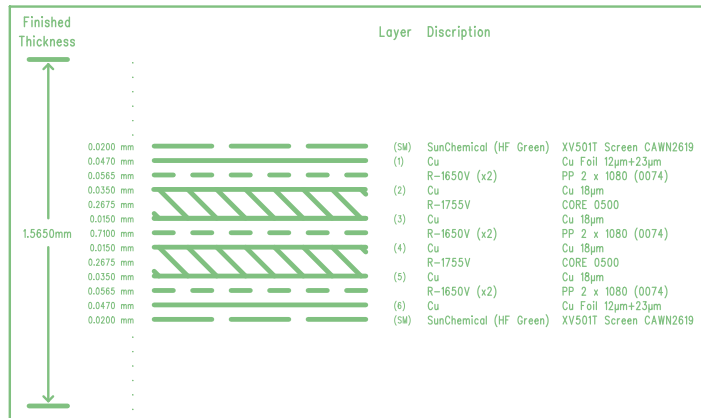 Finished
Thickness
Layer Discription
0.0200 mm (SM) SunChemical (HF Green) XV501T Screen CAWN2619
0.0470 mm (1) Cu Cu Foil 12µm+23µm
0.0565 mm R-1650V (x2) PP 2 x 1080 (0074)
0.0350 mm (2) Cu Cu 18µm
0.2675 mm R-1755V CORE 0500
0.0150 mm (3) Cu Cu 18µm
1.5650mm 0.7100 mm R-1650V (x2) PP 2 x 1080 (0074)
0.0150 mm (4) Cu Cu 18µm
0.2675 mm R-1755V CORE 0500
0.0350 mm (5) Cu Cu 18µm
0.0565 mm R-1650V (x2) PP 2 x 1080 (0074)
0.0470 mm (6) Cu Cu Foil 12µm+23µm
0.0200 mm (SM) SunChemical (HF Green) XV501T Screen CAWN2619